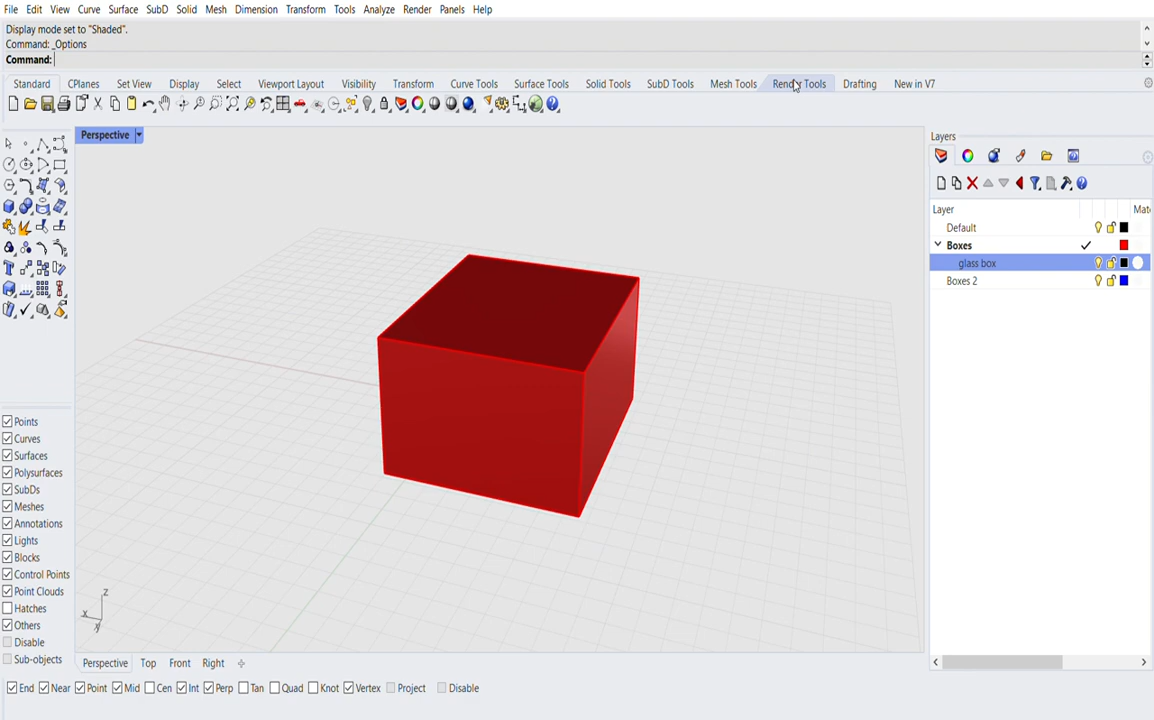 File Edit View Curve Surface SubD Solid Mesh Dimension Transform Tools Analyze Render Panels Help
Display mode set to "Shaded".
Command: _Options
Command:
Standard CPlanes Set View Display Select Viewport Layout Visibility Transform Curve Tools Surface Tools Solid Tools SubD Tools Mesh Tools Render Tools Drafting New in V7
Perspective
Layers
Layer Mate
Default
Boxes
glass box
Boxes 2
Points
Curves
Surfaces
Polysurfaces
SubDs
Meshes
Annotations
Lights
Blocks
Control Points
Point Clouds
Hatches
Others
Disable
Sub-objects
z
x
y
Perspective Top Front Right
End Near Point Mid Cen Int Perp Tan Quad Knot Vertex Project Disable